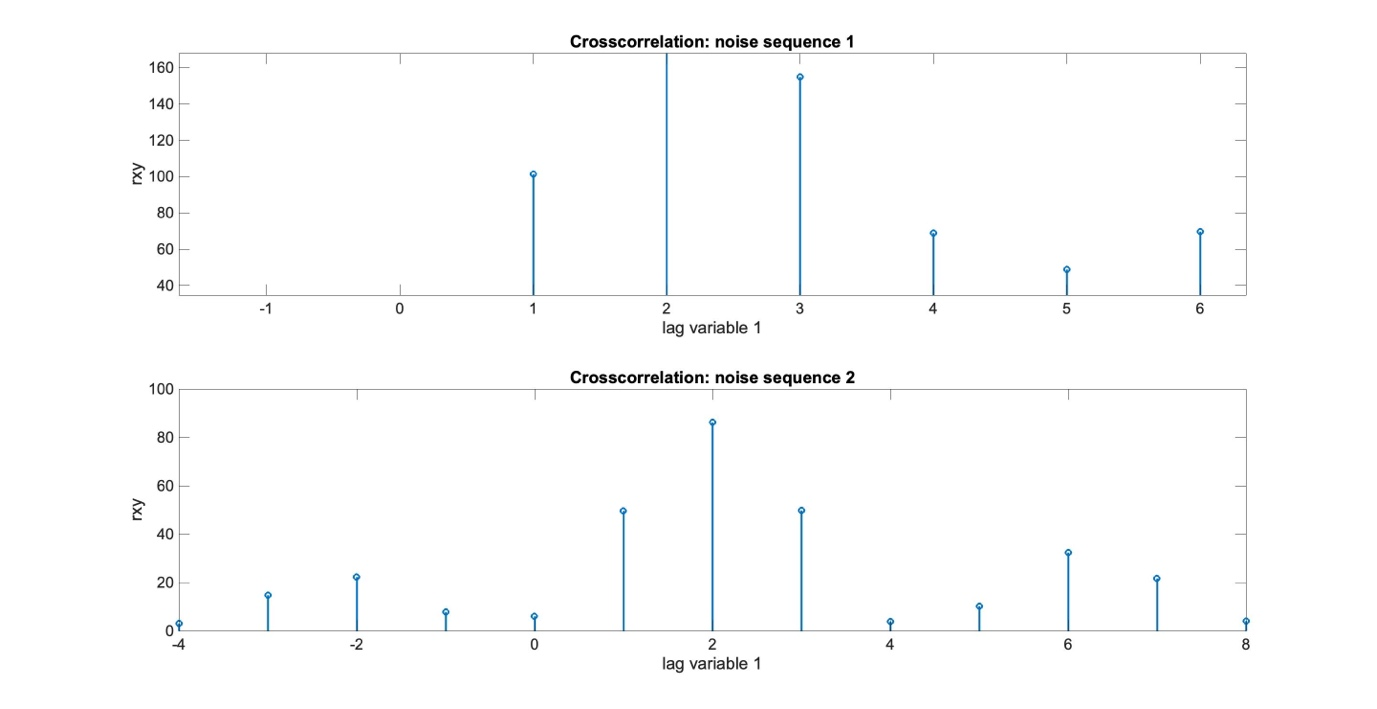 Crosscorrelation: noise sequence 1
160
140
120
100
80
60
40
rxy
-1 0 1 2 3 4 5 6
lag variable 1
Crosscorrelation: noise sequence 2
100
80
60
40
20
0
rxy
-4 -2 0 2 4 6 8
lag variable 1